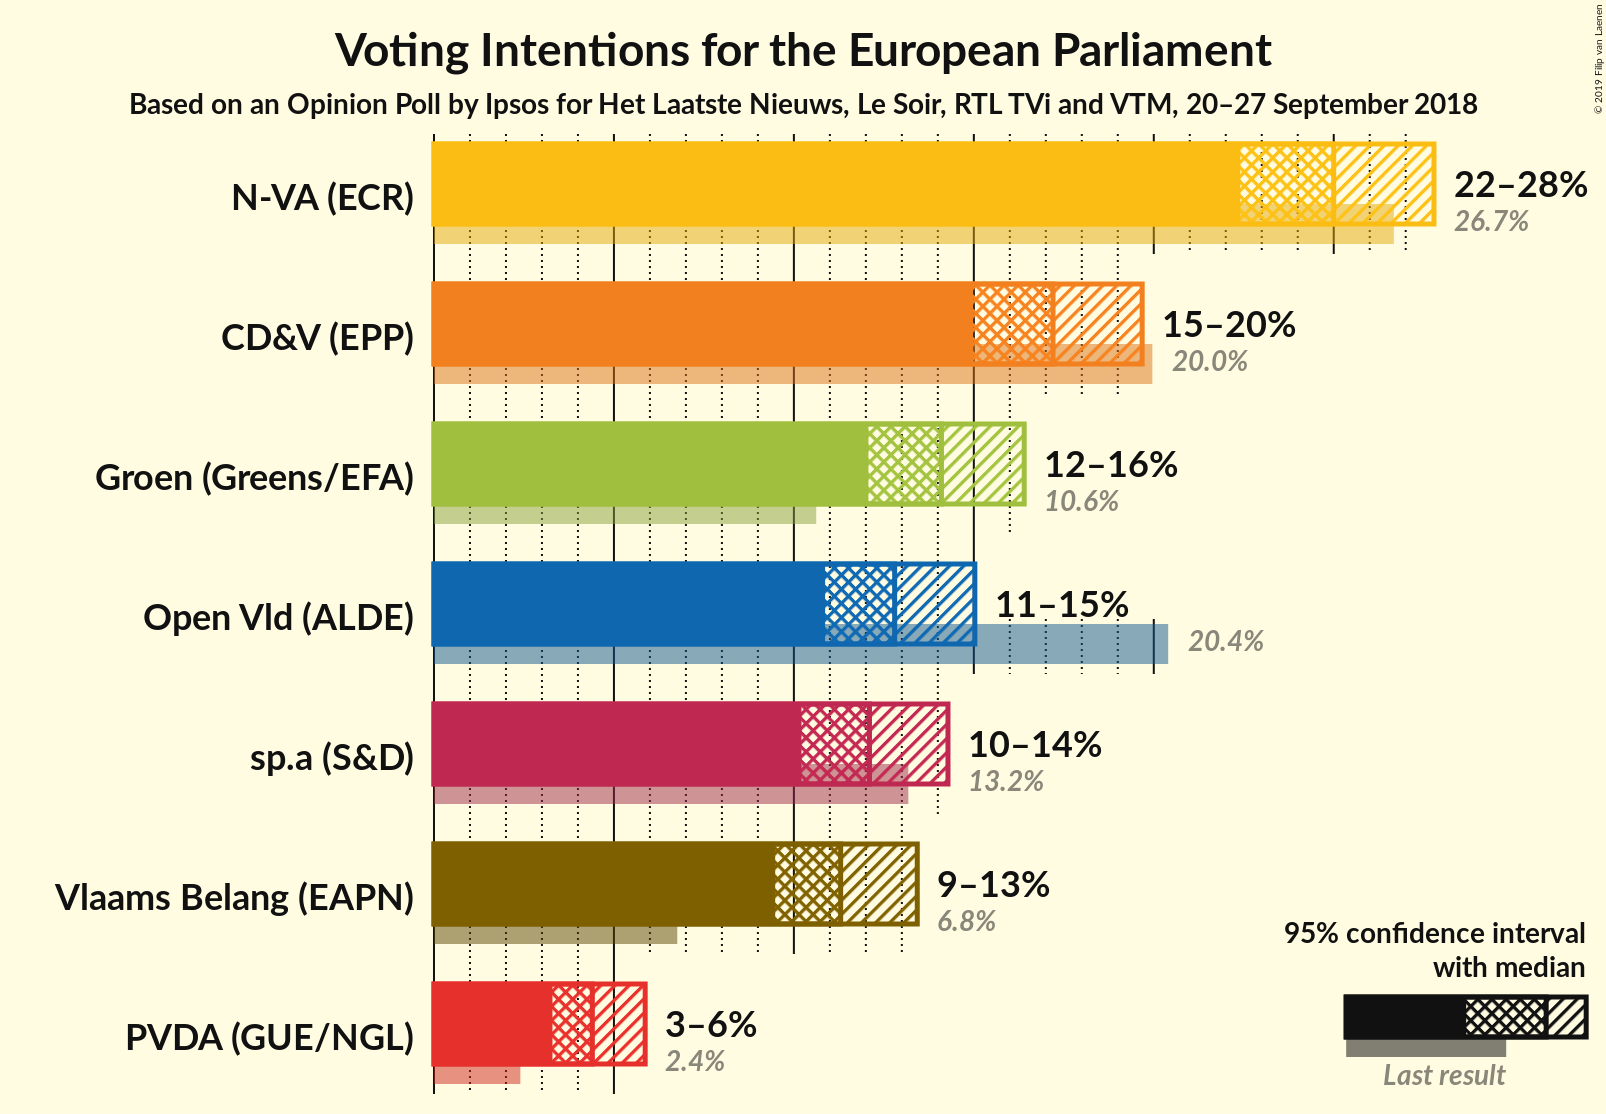 Voting Intentions for the European Parliament
Based on an Opinion Poll by Ipsos for Het Laatste Nieuws, Le Soir, RTL TVi and VTM, 20–27 September 2018
© 2019 Filip van Laenen
N-VA (ECR)
22–28%
26.7%
CD&V (EPP)
15–20%
20.0%
Groen (Greens/EFA)
12–16%
10.6%
Open Vld (ALDE)
11–15%
20.4%
sp.a (S&D)
10–14%
13.2%
Vlaams Belang (EAPN)
9–13%
6.8%
PVDA (GUE/NGL)
3–6%
2.4%
95% confidence interval
with median
Last result